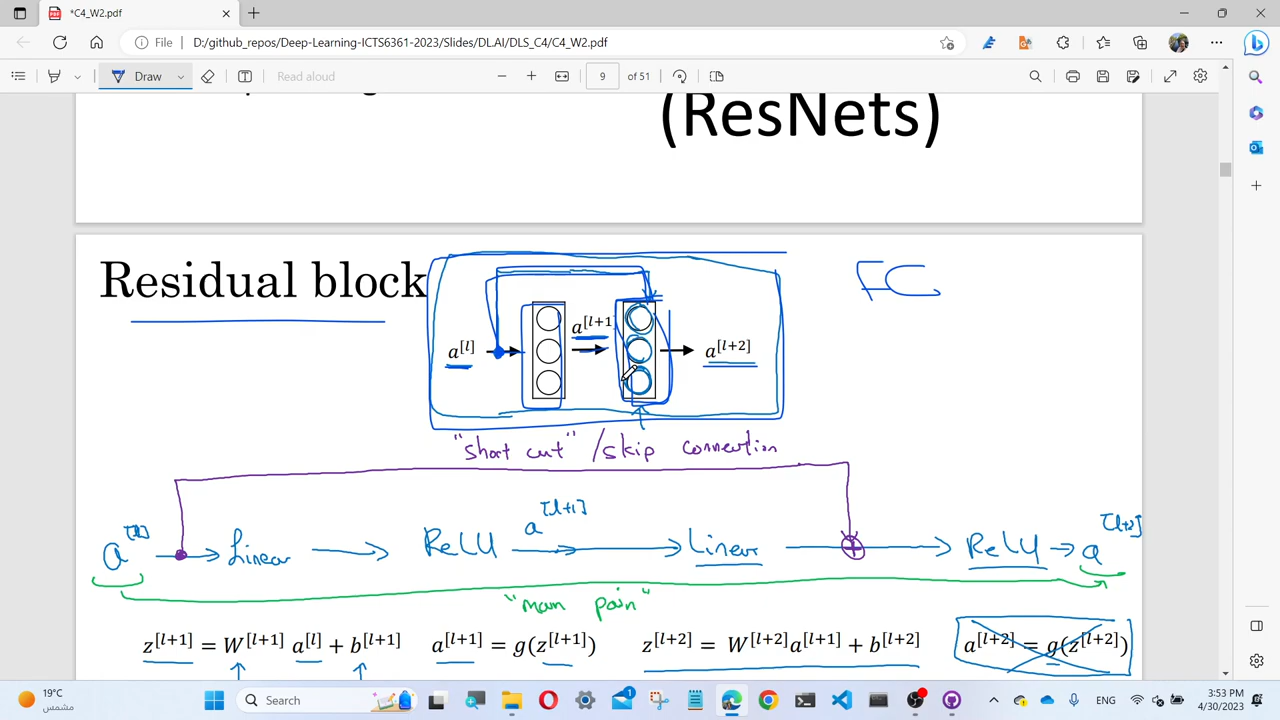 *C4_W2.pdf
File
D:/github_repos/Deep-Learning-ICTS6361-2023/Slides/DL.AI/DLS_C4/C4_W2.pdf
Draw
Read aloud
9 of 51
(ResNets)
Residual block
FC
a[l]
a[l+1]
a[l+2]
"short cut" /skip connection
a[l] Linear ReLU a[l+1] Linear + ReLU a[l+2]
"main path"
z[l+1] = W[l+1] a[l] + b[l+1] a[l+1] = g(z[l+1]) z[l+2] = W[l+2]a[l+1] + b[l+2] a[l+2] = g(z[l+2])
19°C
مشمس
Search
1
ENG
3:53 PM
4/30/2023